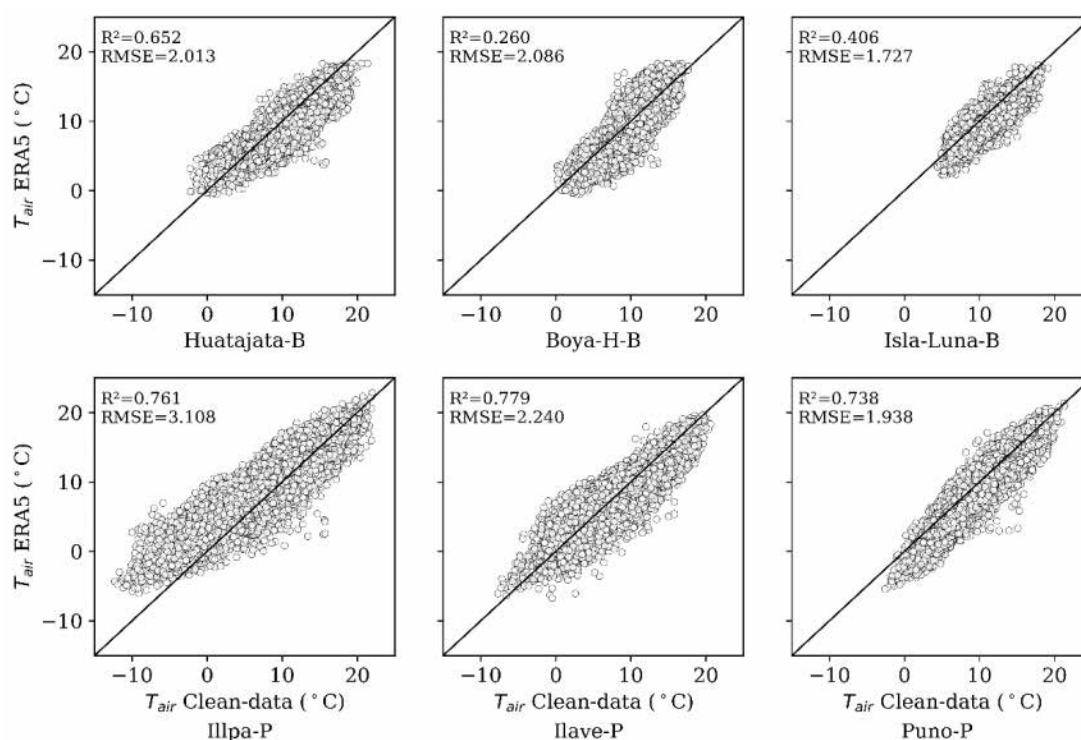 R²=0.652
RMSE=2.013
R²=0.260
RMSE=2.086
R²=0.406
RMSE=1.727
20
10
0
−10
T_air ERA5 (°C)
−10 0 10 20
−10 0 10 20
−10 0 10 20
Huatajata-B
Boya-H-B
Isla-Luna-B
R²=0.761
RMSE=3.108
R²=0.779
RMSE=2.240
R²=0.738
RMSE=1.938
20
10
0
−10
T_air ERA5 (°C)
−10 0 10 20
−10 0 10 20
−10 0 10 20
T_air Clean-data (°C)
T_air Clean-data (°C)
T_air Clean-data (°C)
Illpa-P
Ilave-P
Puno-P